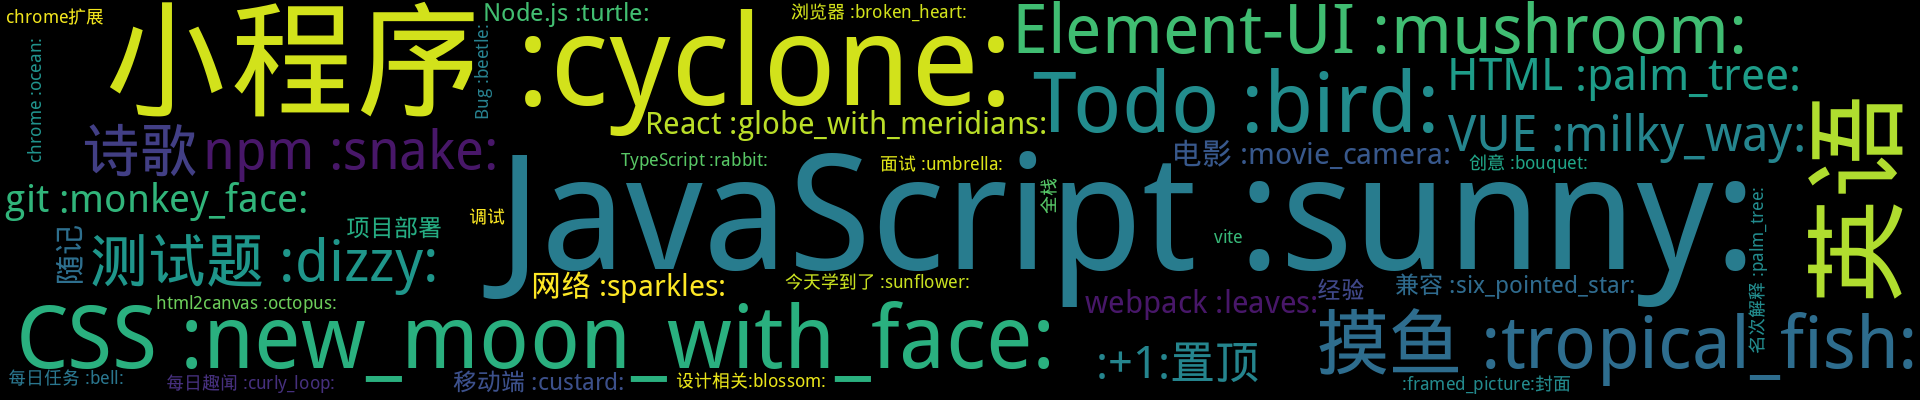 chrome扩展
小程序 :cyclone:
Node.js :turtle:
浏览器 :broken_heart:
Element-UI :mushroom:
chrome :ocean:
Bug :beetle:
Todo :bird:
HTML :palm_tree:
React :globe_with_meridians:
VUE :milky_way:
英语
诗歌
npm :snake:
TypeScript :rabbit:
面试 :umbrella:
电影 :movie_camera:
创意 :bouquet:
JavaScript :sunny:
全栈
git :monkey_face:
项目部署
调试
随记
测试题 :dizzy:
vite
名次解释 :palm_tree:
网络 :sparkles:
今天学到了 :sunflower:
经验
兼容 :six_pointed_star:
html2canvas :octopus:
webpack :leaves:
CSS :new_moon_with_face:
摸鱼 :tropical_fish:
:+1:置顶
每日任务 :bell:
每日趣闻 :curly_loop:
移动端 :custard:
设计相关:blossom:
:framed_picture:封面